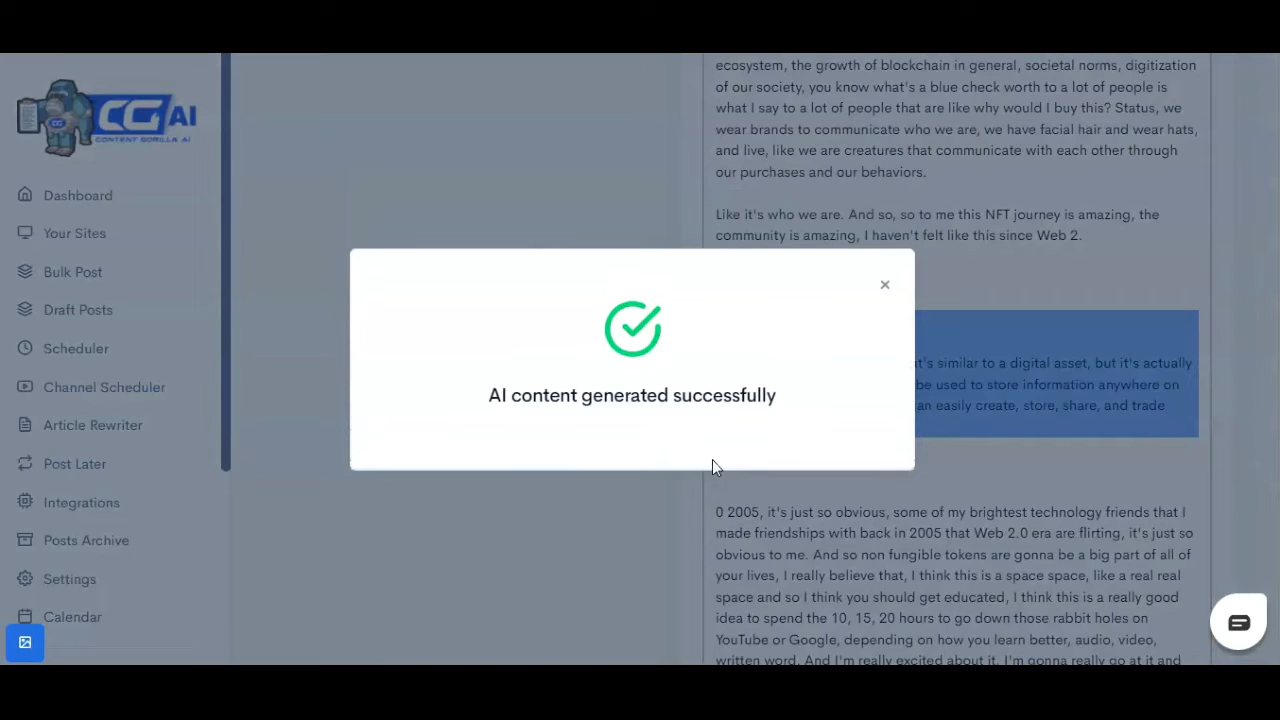 CG AI
CONTENT GORILLA AI
Dashboard
Your Sites
Bulk Post
Draft Posts
Scheduler
Channel Scheduler
Article Rewriter
Post Later
Integrations
Posts Archive
Settings
Calendar
ecosystem, the growth of blockchain in general, societal norms, digitization
of our society, you know what's a blue check worth to a lot of people is
what I say to a lot of people that are like why would I buy this? Status, we
wear brands to communicate who we are, we have facial hair and wear hats,
and live, like we are creatures that communicate with each other through
our purchases and our behaviors.
Like it's who we are. And so, so to me this NFT journey is amazing, the
community is amazing, I haven't felt like this since Web 2.
×
AI content generated successfully
t's similar to a digital asset, but it's actually
be used to store information anywhere on
an easily create, store, share, and trade
0 2005, it's just so obvious, some of my brightest technology friends that I
made friendships with back in 2005 that Web 2.0 era are flirting, it's just so
obvious to me. And so non fungible tokens are gonna be a big part of all of
your lives, I really believe that, I think this is a space space, like a real real
space and so I think you should get educated, I think this is a really good
idea to spend the 10, 15, 20 hours to go down those rabbit holes on
YouTube or Google, depending on how you learn better, audio, video,
written word. And I'm really excited about it, I'm gonna really go at it and